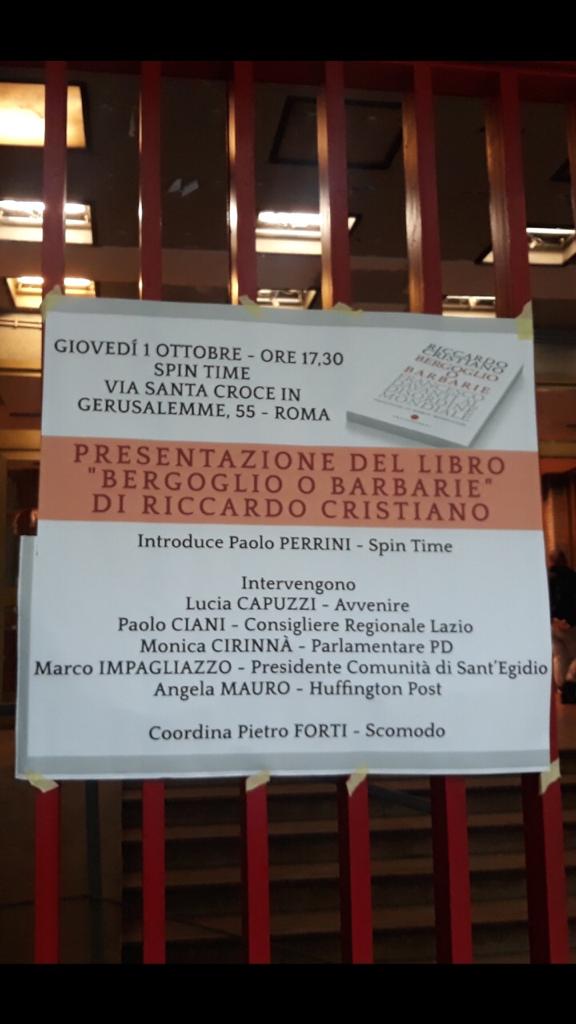 GIOVEDÍ 1 OTTOBRE - ORE 17,30
SPIN TIME
VIA SANTA CROCE IN
GERUSALEMME, 55 - ROMA
RICCARDO
CRISTIANO
BERGOGLIO
O
BARBARIE
MONDIALE
PRESENTAZIONE DEL LIBRO
"BERGOGLIO O BARBARIE"
DI RICCARDO CRISTIANO
Introduce Paolo PERRINI - Spin Time
Intervengono
Lucia CAPUZZI - Avvenire
Paolo CIANI - Consigliere Regionale Lazio
Monica CIRINNÀ - Parlamentare PD
Marco IMPAGLIAZZO - Presidente Comunità di Sant'Egidio
Angela MAURO - Huffington Post
Coordina Pietro FORTI - Scomodo